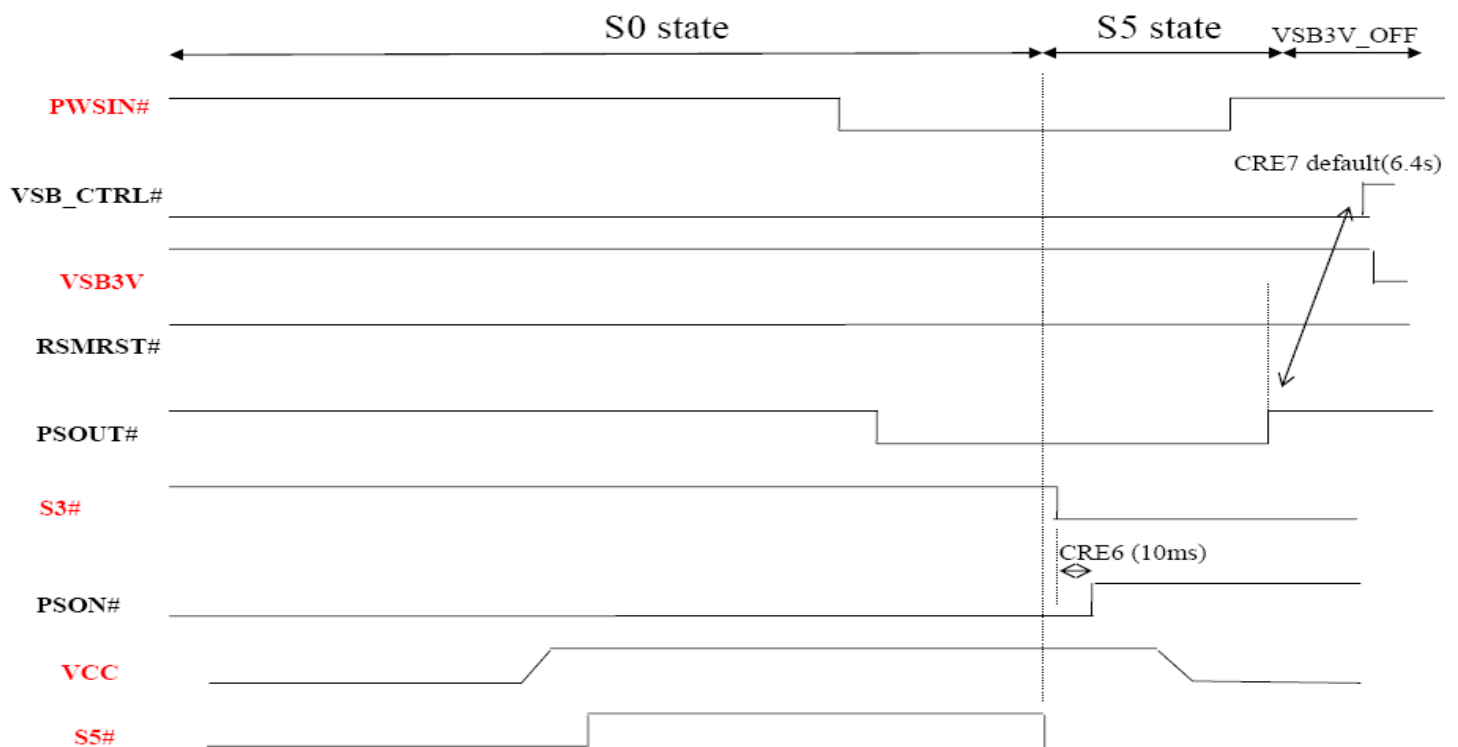 S0 state
S5 state
VSB3V_OFF
PWSIN#
CRE7 default(6.4s)
VSB_CTRL#
VSB3V
RSMRST#
PSOUT#
S3#
CRE6 (10ms)
PSON#
VCC
S5#